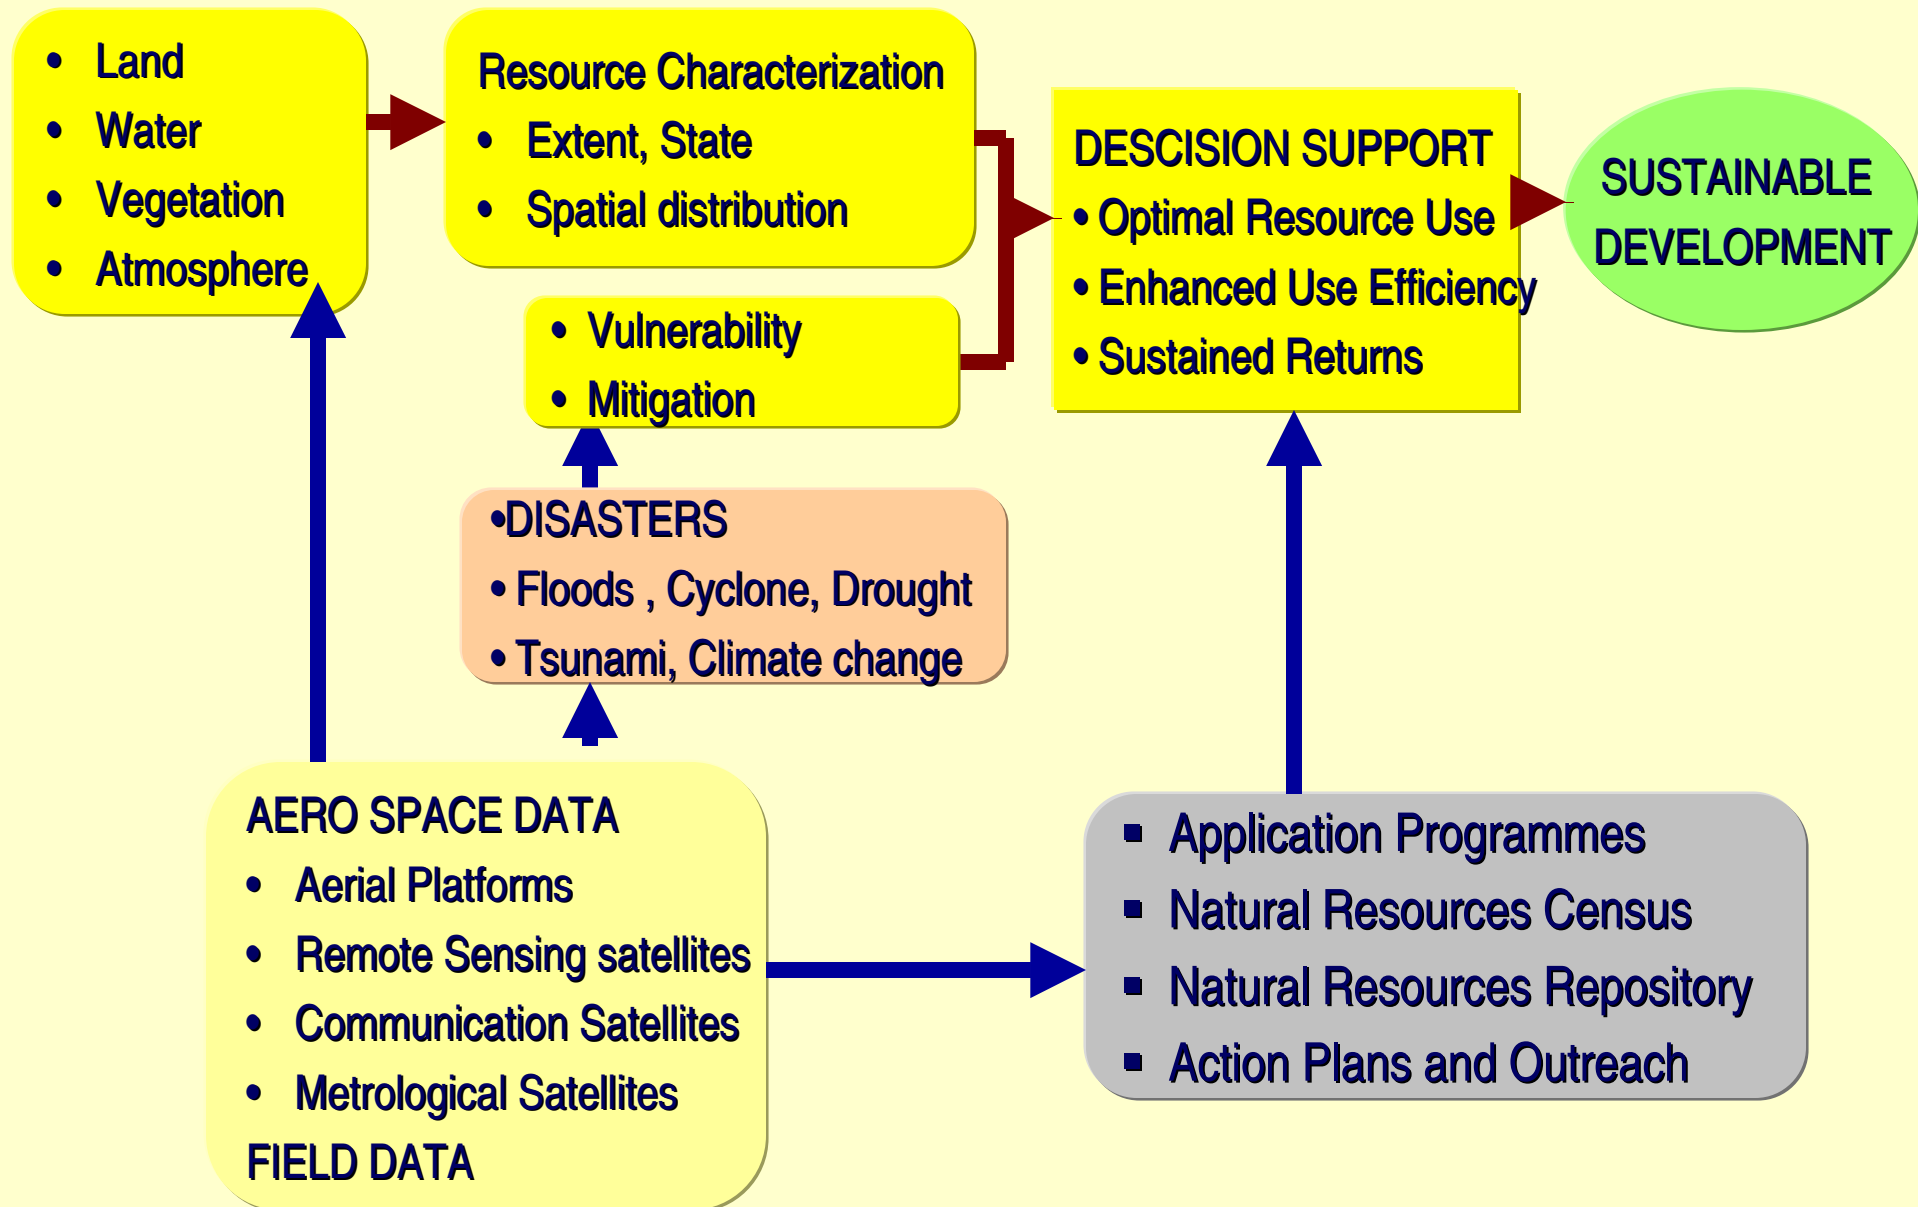 • Land
• Water
• Vegetation
• Atmosphere
Resource Characterization
• Extent, State
• Spatial distribution
• Vulnerability
• Mitigation
DESCISION SUPPORT
• Optimal Resource Use
• Enhanced Use Efficiency
• Sustained Returns
SUSTAINABLE
DEVELOPMENT
•DISASTERS
• Floods , Cyclone, Drought
• Tsunami, Climate change
AERO SPACE DATA
• Aerial Platforms
• Remote Sensing satellites
• Communication Satellites
• Metrological Satellites
FIELD DATA
▪ Application Programmes
▪ Natural Resources Census
▪ Natural Resources Repository
▪ Action Plans and Outreach